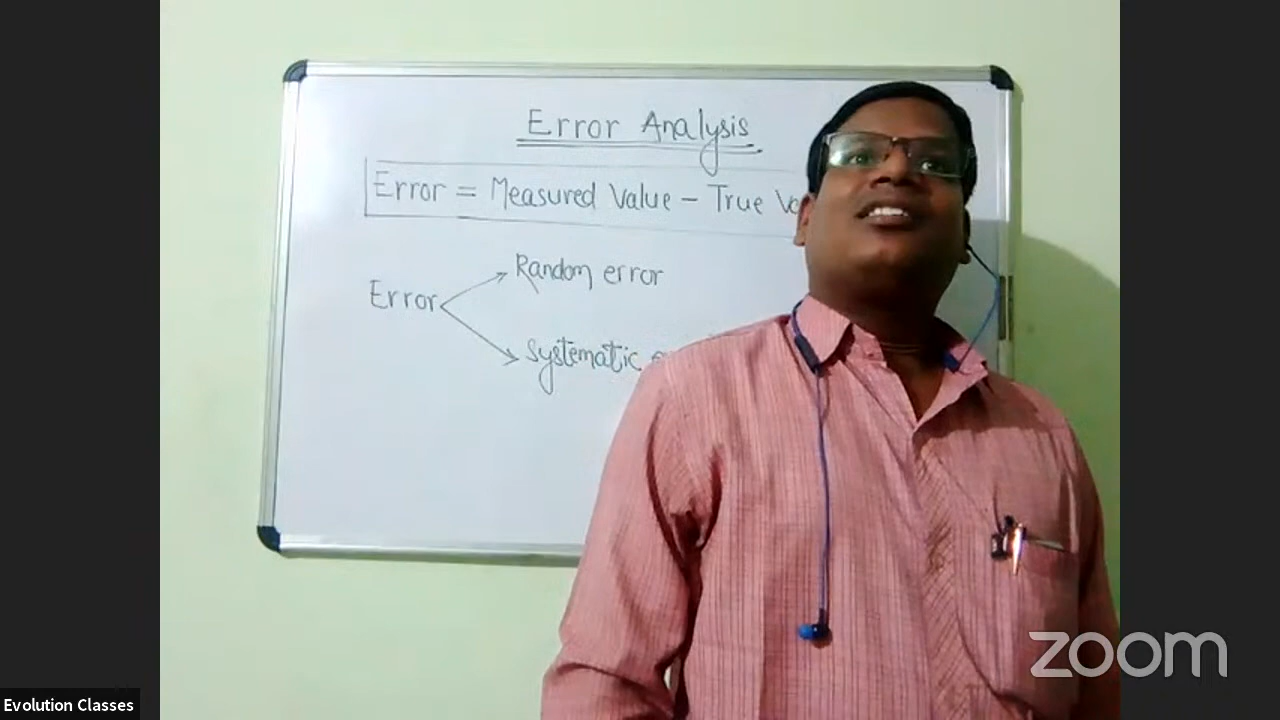 Error Analysis
Error = Measured Value - True
Error
Random error
Systematic
zoom
Evolution Classes